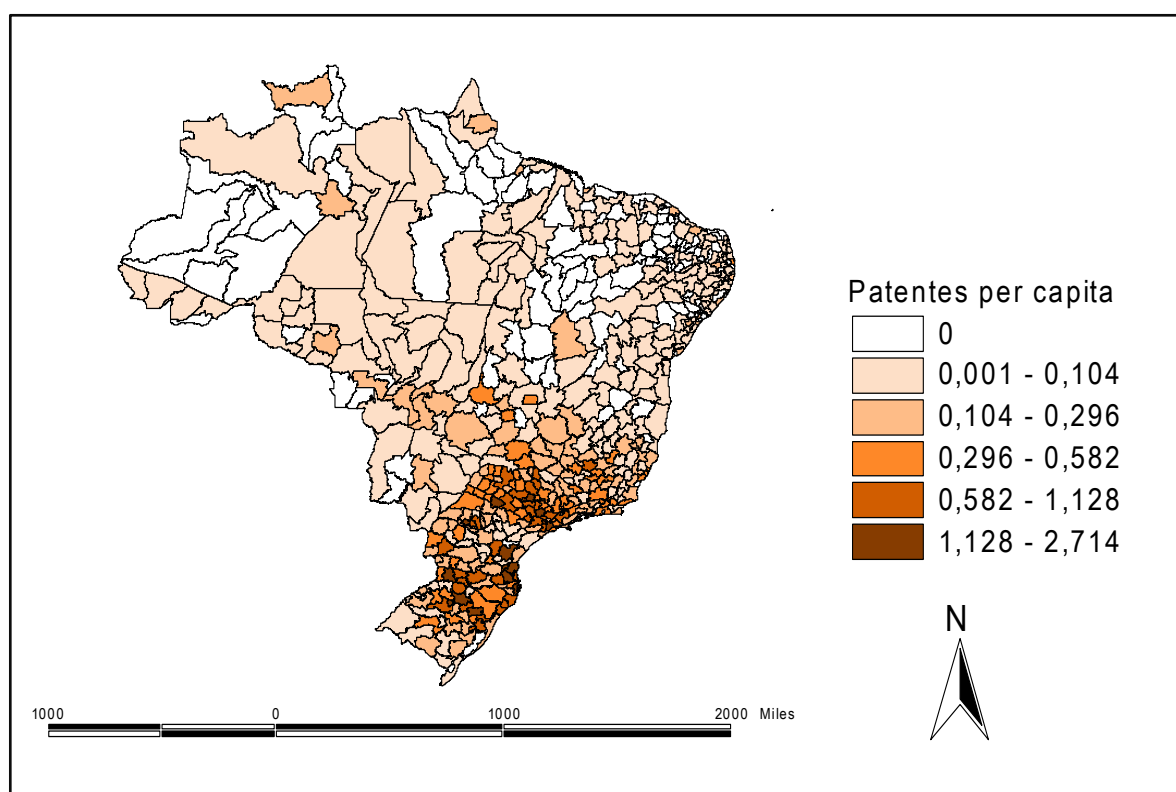 Patentes per capita
0
0,001 - 0,104
0,104 - 0,296
0,296 - 0,582
0,582 - 1,128
1,128 - 2,714
N
1000 0 1000 2000 Miles